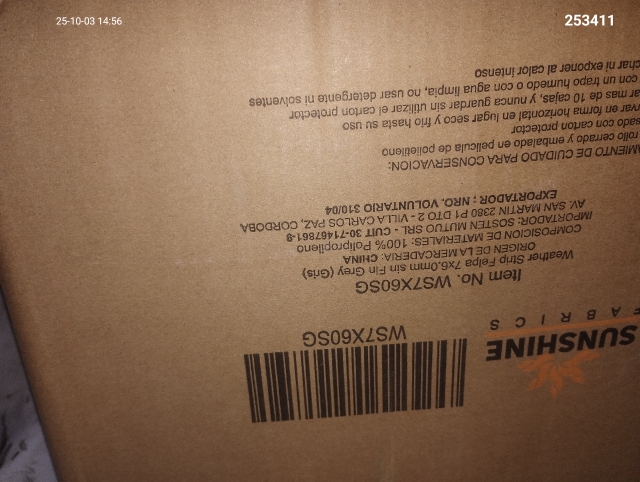 25-10-03 14:56
253411
SUNSHINE
FABRICS
WS7X60SG
Item No. WS7X60SG
Weather Strip Felpa 7x6.0mm sin Fin Grey (Gris)
ORIGEN DE LA MERCADERIA: CHINA
COMPOSICION DE MATERIALES: 100% Polipropileno
IMPORTADOR: SOSTEN MUTUO SRL - CUIT 30-71467861-9
AV. SAN MARTIN 2380 P1 DTO 2 - VILLA CARLOS PAZ, CORDOBA
EXPORTADOR : NRO. VOLUNTARIO 310/04
AMIENTO DE CUIDADO PARA CONSERVACION:
rollo cerrado y embalado en pelicula de polietileno
sado con carton protector
var en forma horizontal en lugar seco y frio hasta su uso
ar mas de 10 cajas, y nunca guardar sin utilizar el carton protector
con un trapo humedo o con agua limpia, no usar detergente ni solventes
char ni exponer al calor intenso